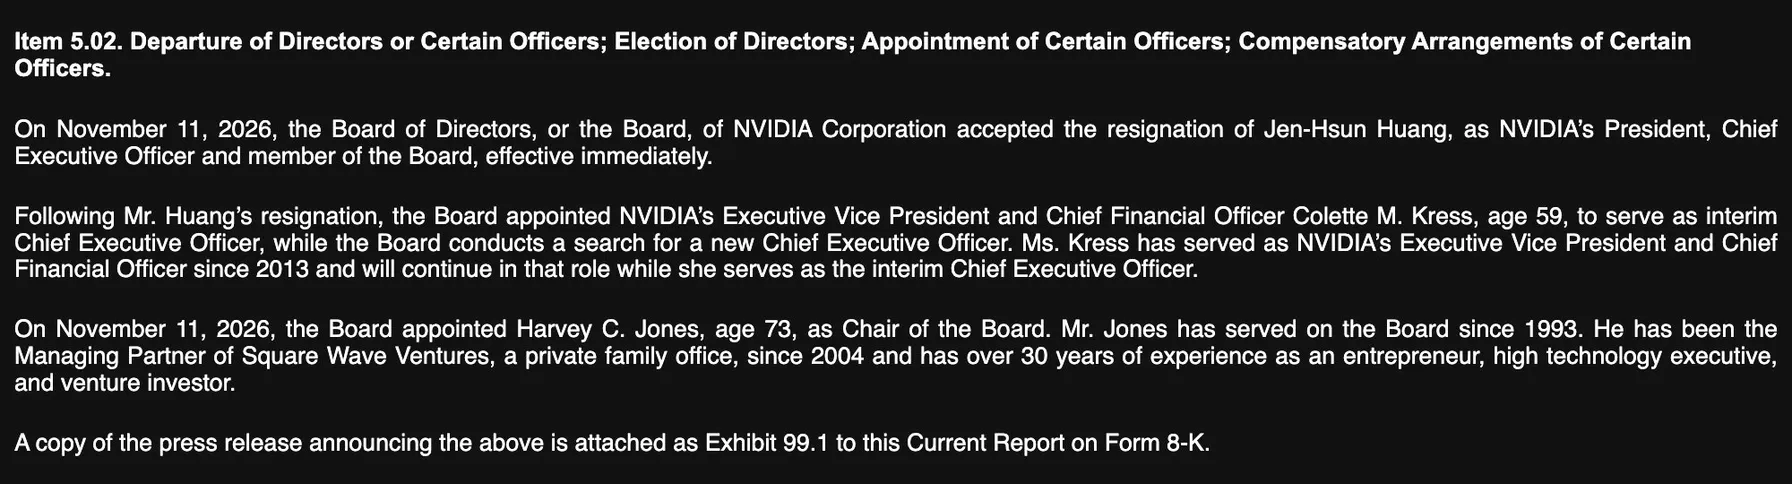 Item 5.02. Departure of Directors or Certain Officers; Election of Directors; Appointment of Certain Officers; Compensatory Arrangements of Certain
Officers.
On November 11, 2026, the Board of Directors, or the Board, of NVIDIA Corporation accepted the resignation of Jen-Hsun Huang, as NVIDIA’s President, Chief
Executive Officer and member of the Board, effective immediately.
Following Mr. Huang’s resignation, the Board appointed NVIDIA’s Executive Vice President and Chief Financial Officer Colette M. Kress, age 59, to serve as interim
Chief Executive Officer, while the Board conducts a search for a new Chief Executive Officer. Ms. Kress has served as NVIDIA’s Executive Vice President and Chief
Financial Officer since 2013 and will continue in that role while she serves as the interim Chief Executive Officer.
On November 11, 2026, the Board appointed Harvey C. Jones, age 73, as Chair of the Board. Mr. Jones has served on the Board since 1993. He has been the
Managing Partner of Square Wave Ventures, a private family office, since 2004 and has over 30 years of experience as an entrepreneur, high technology executive,
and venture investor.
A copy of the press release announcing the above is attached as Exhibit 99.1 to this Current Report on Form 8-K.